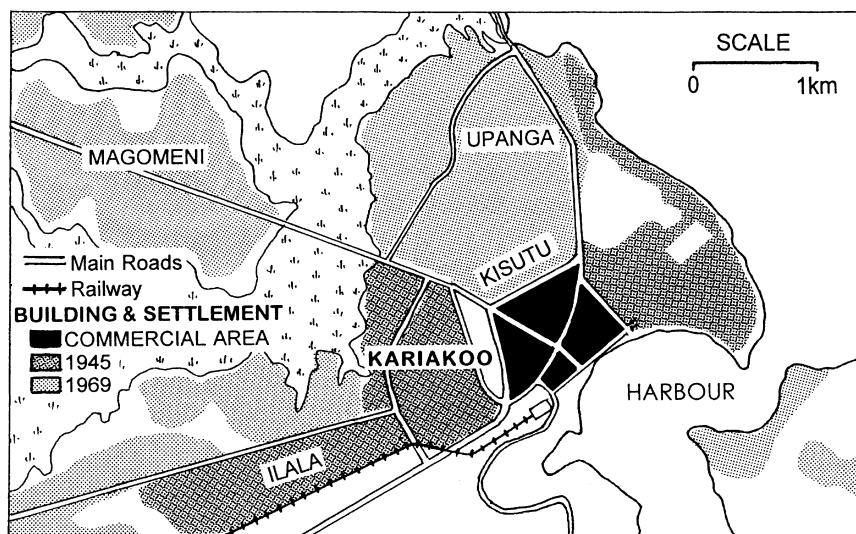 SCALE
0 1km
UPANGA
MAGOMENI
KISUTU
Main Roads
Railway
BUILDING & SETTLEMENT
COMMERCIAL AREA
1945
1969
KARIAKOO
HARBOUR
ILALA